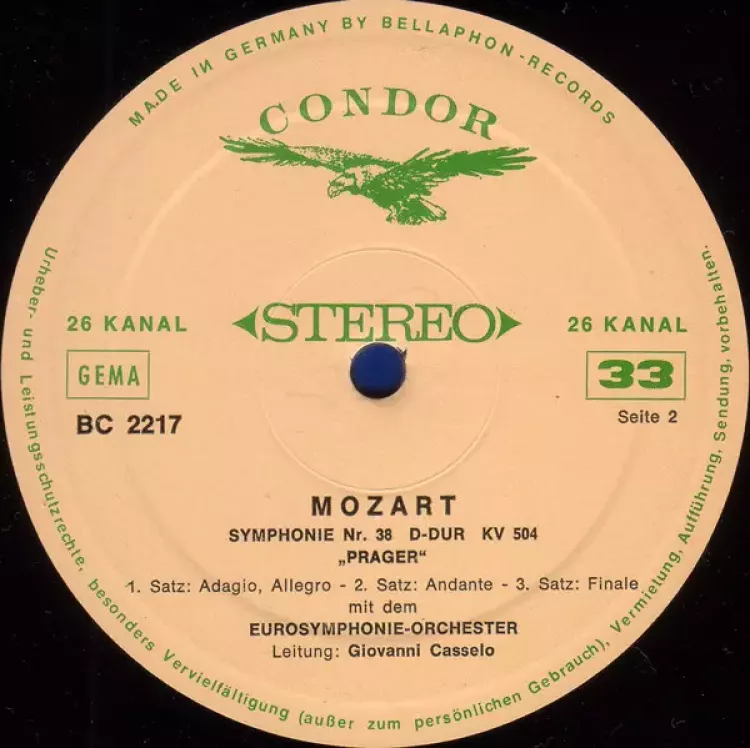 MADE IN GERMANY BY BELLAPHON-RECORDS
CONDOR
26 KANAL
STEREO
26 KANAL
GEMA
33
BC 2217
Seite 2
MOZART
SYMPHONIE Nr. 38 D-DUR KV 504
„PRAGER“
1. Satz: Adagio, Allegro - 2. Satz: Andante - 3. Satz: Finale
mit dem
EUROSYMPHONIE-ORCHESTER
Leitung: Giovanni Casselo
Urheber- und Leistungsschutzrechte, besonders Vervielfältigung (außer zum persönlichen Gebrauch), Vermietung, Aufführung, Sendung, vorbehalten.